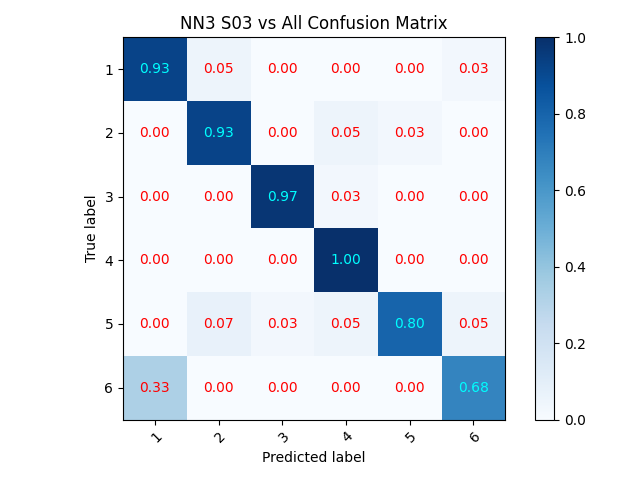 NN3 S03 vs All Confusion Matrix
1 0.93 0.05 0.00 0.00 0.00 0.03
2 0.00 0.93 0.00 0.05 0.03 0.00
3 0.00 0.00 0.97 0.03 0.00 0.00
4 0.00 0.00 0.00 1.00 0.00 0.00
5 0.00 0.07 0.03 0.05 0.80 0.05
6 0.33 0.00 0.00 0.00 0.00 0.68
1 2 3 4 5 6
True label
Predicted label
1.0
0.8
0.6
0.4
0.2
0.0